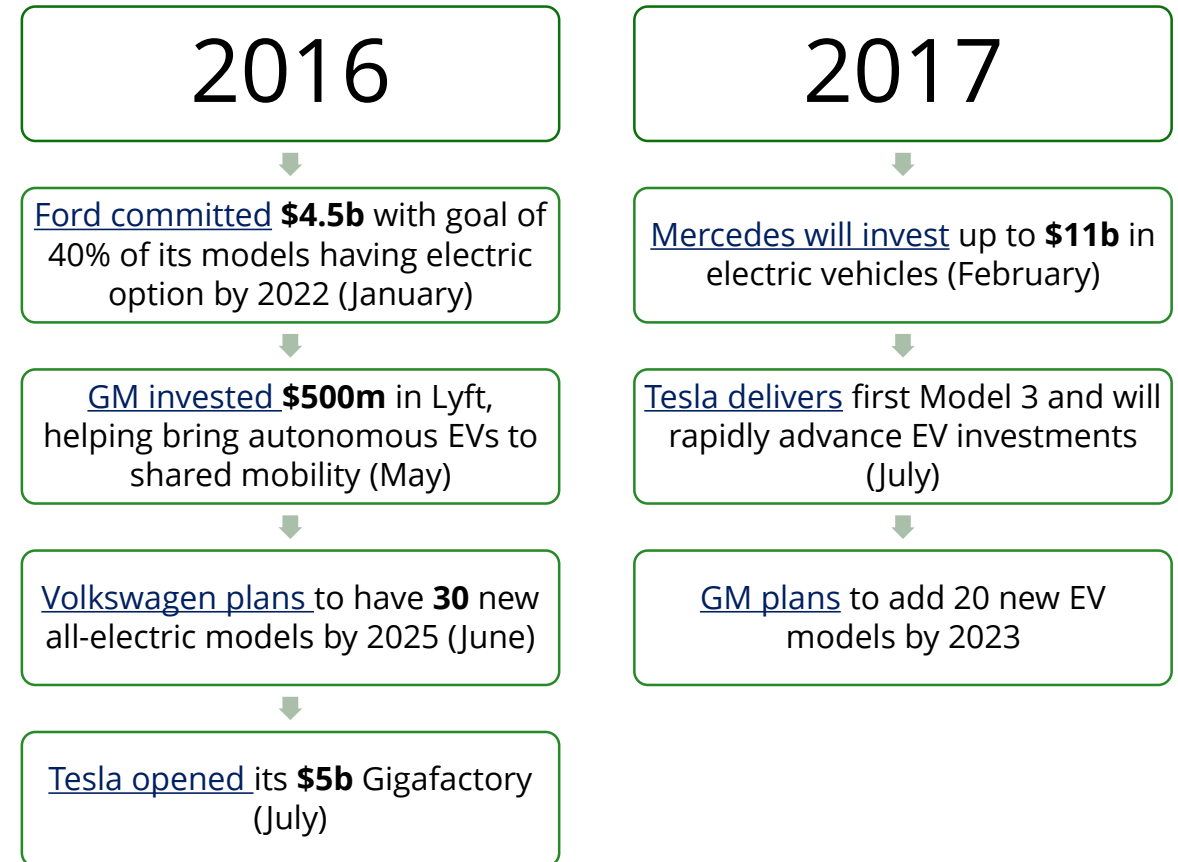 2016
Ford committed $4.5b with goal of
40% of its models having electric
option by 2022 (January)
GM invested $500m in Lyft,
helping bring autonomous EVs to
shared mobility (May)
Volkswagen plans to have 30 new
all-electric models by 2025 (June)
Tesla opened its $5b Gigafactory
(July)
2017
Mercedes will invest up to $11b in
electric vehicles (February)
Tesla delivers first Model 3 and will
rapidly advance EV investments
(July)
GM plans to add 20 new EV
models by 2023